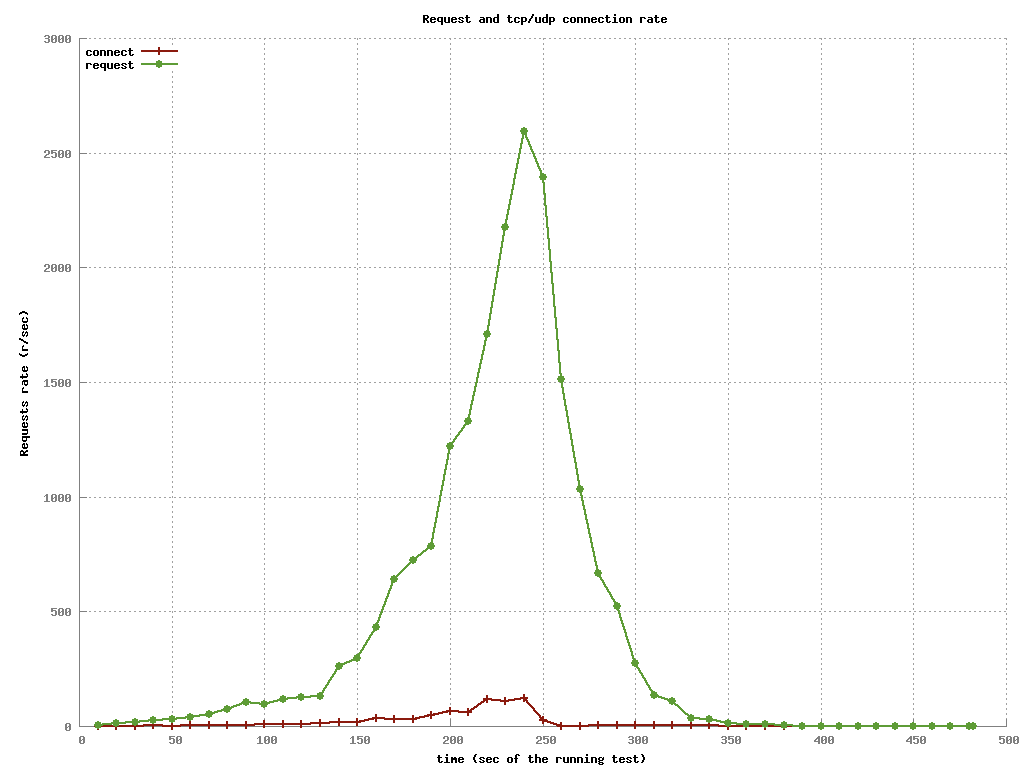 Request and tcp/udp connection rate
3000
connect
request
2500
2000
Requests rate (r/sec)
1500
1000
500
0
0 50 100 150 200 250 300 350 400 450 500
time (sec of the running test)